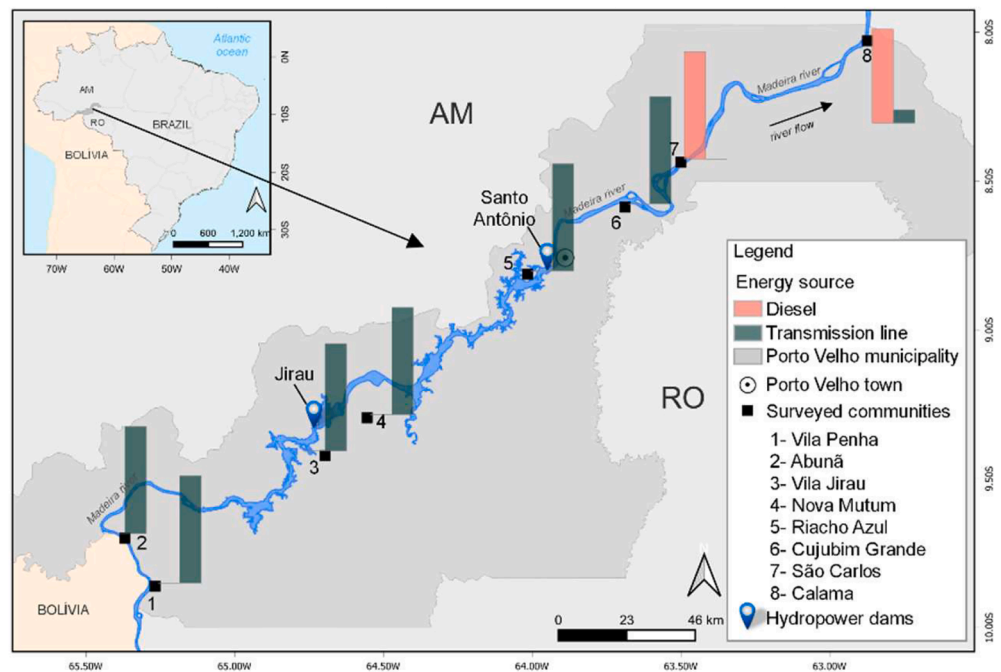 Atlantic
ocean
0N
10S
20S
30S
AM
RO
BRAZIL
BOLÍVIA
0 600 1,200 km
70W 60W 50W 40W
AM
RO
BOLÍVIA
Madeira river
Madeira river
Madeira river
river flow
Santo
Antônio
Jirau
1
2
3
4
5
6
7
8
8.00S
8.50S
9.00S
9.50S
10.00S
65.50W 65.00W 64.50W 64.00W 63.50W 63.00W
0 23 46 km
Legend
Energy source
Diesel
Transmission line
Porto Velho municipality
Porto Velho town
Surveyed communities
1- Vila Penha
2- Abunã
3- Vila Jirau
4- Nova Mutum
5- Riacho Azul
6- Cujubim Grande
7- São Carlos
8- Calama
Hydropower dams